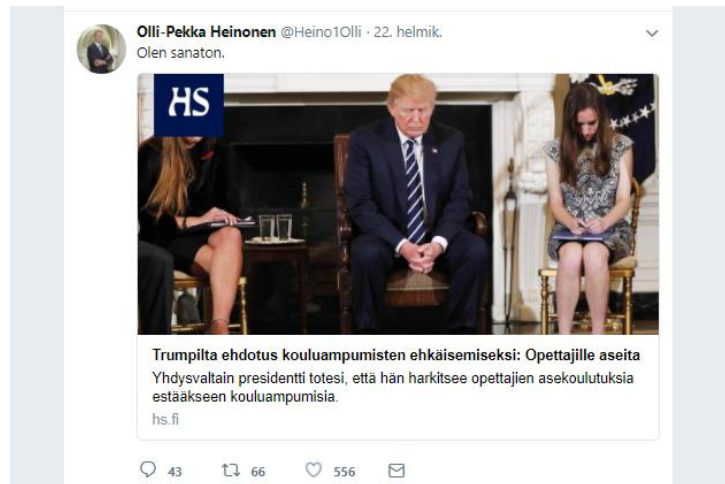 Olli-Pekka Heinonen @Heino1Olli · 22. helmik.
Olen sanaton.
HS
Trumpilta ehdotus kouluampumisten ehkäisemiseksi: Opettajille aseita
Yhdysvaltain presidentti totesi, että hän harkitsee opettajien asekoulutuksia
estääkseen kouluampumisia.
hs.fi
43 66 556